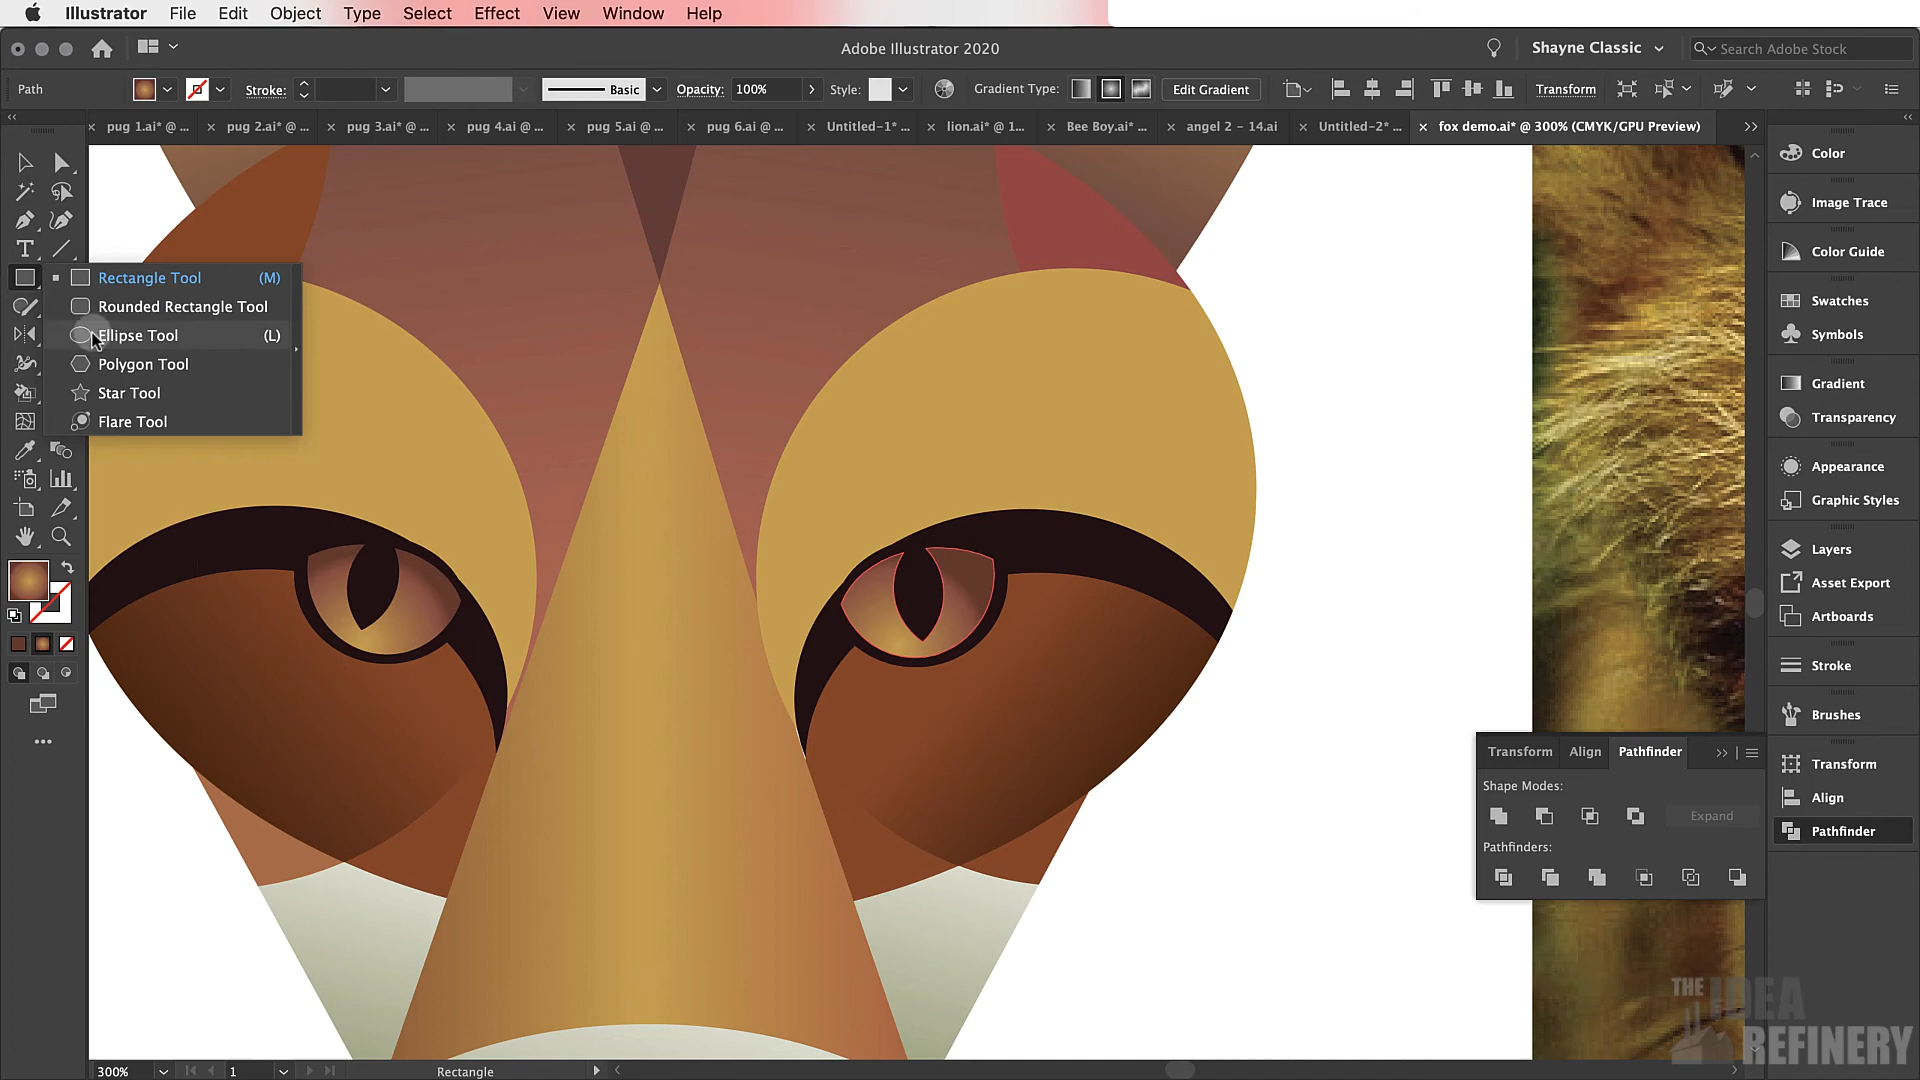 Illustrator File Edit Object Type Select Effect View Window Help
Adobe Illustrator 2020
Shayne Classic
Search Adobe Stock
Path
Stroke:
Basic
Opacity:
100%
Style:
Gradient Type:
Edit Gradient
Transform
pug 1.ai* @ ...
pug 2.ai* @ ...
pug 3.ai* @ ...
pug 4.ai @ ...
pug 5.ai @ ...
pug 6.ai @ ...
Untitled-1* ...
lion.ai* @ 1...
Bee Boy.ai* ...
angel 2 - 14.ai
Untitled-2* ...
fox demo.ai* @ 300% (CMYK/GPU Preview)
Rectangle Tool (M)
Rounded Rectangle Tool
Ellipse Tool (L)
Polygon Tool
Star Tool
Flare Tool
Color
Image Trace
Color Guide
Swatches
Symbols
Gradient
Transparency
Appearance
Graphic Styles
Layers
Asset Export
Artboards
Stroke
Brushes
Transform
Align
Pathfinder
Transform Align Pathfinder
Shape Modes:
Expand
Pathfinders:
THE IDEA
REFINERY
300%
1
Rectangle